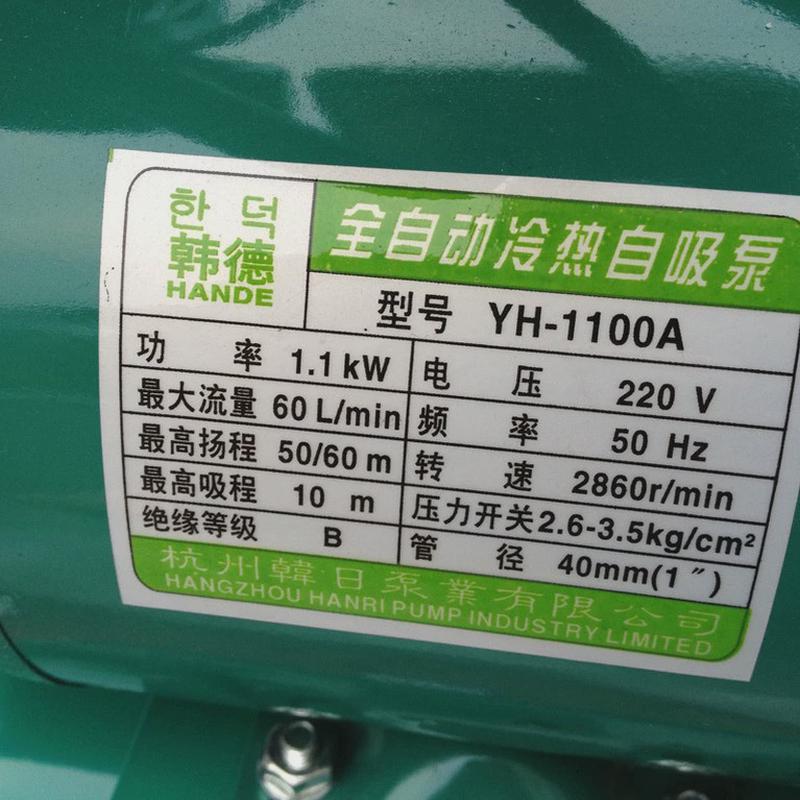 한 덕
韩德
HANDE
全自动冷热自吸泵
型号 YH-1100A
功 率 1.1 kW 电 压 220 V
最大流量 60 L/min 频 率 50 Hz
最高扬程 50/60 m 转 速 2860r/min
最高吸程 10 m 压力开关 2.6-3.5kg/cm²
绝缘等级 B 管 径 40mm(1″)
杭州韓日泵業有限公司
HANGZHOU HANRI PUMP INDUSTRY LIMITED